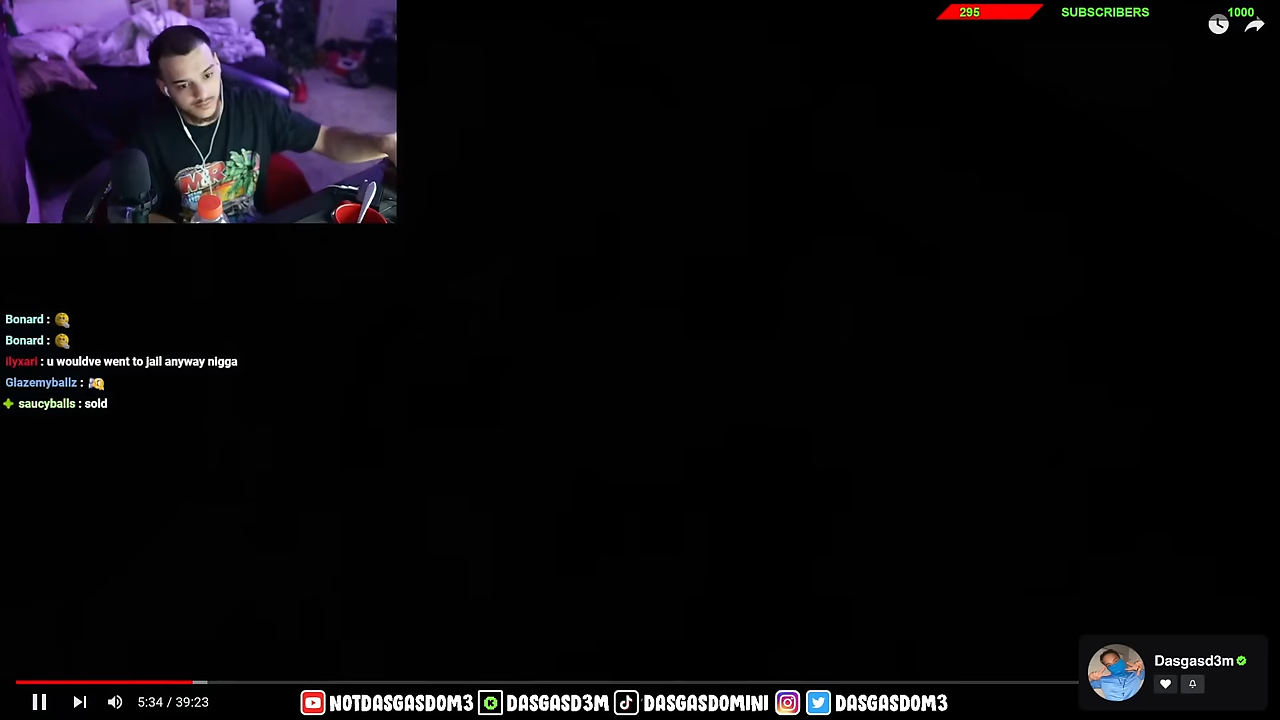 295 SUBSCRIBERS 1000
MR
Bonard :
Bonard :
ilyxari : u wouldve went to jail anyway nigga
Glazemyballz :
saucyballs : sold
Dasgasd3m
5:34 / 39:23
NOTDASGASDOM3 DASGASD3M DASGASDOMINI DASGASDOM3